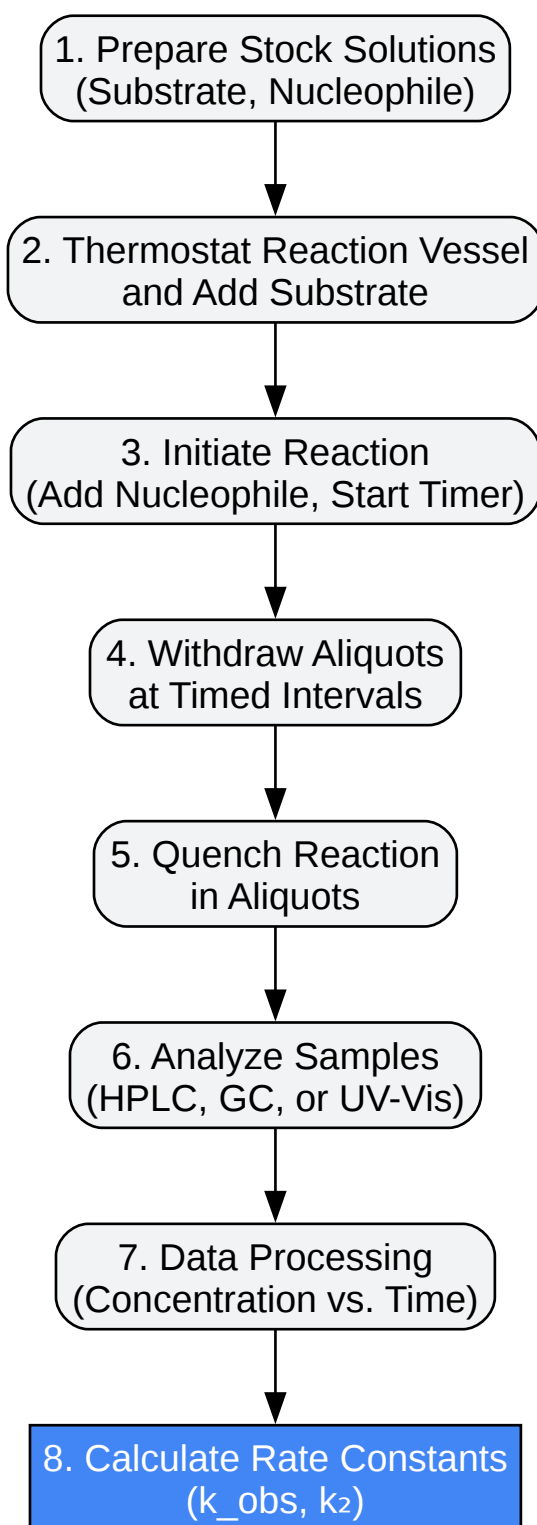 1. Prepare Stock Solutions
(Substrate, Nucleophile)
2. Thermostat Reaction Vessel
and Add Substrate
3. Initiate Reaction
(Add Nucleophile, Start Timer)
4. Withdraw Aliquots
at Timed Intervals
5. Quench Reaction
in Aliquots
6. Analyze Samples
(HPLC, GC, or UV-Vis)
7. Data Processing
(Concentration vs. Time)
8. Calculate Rate Constants
(k_obs, k₂)